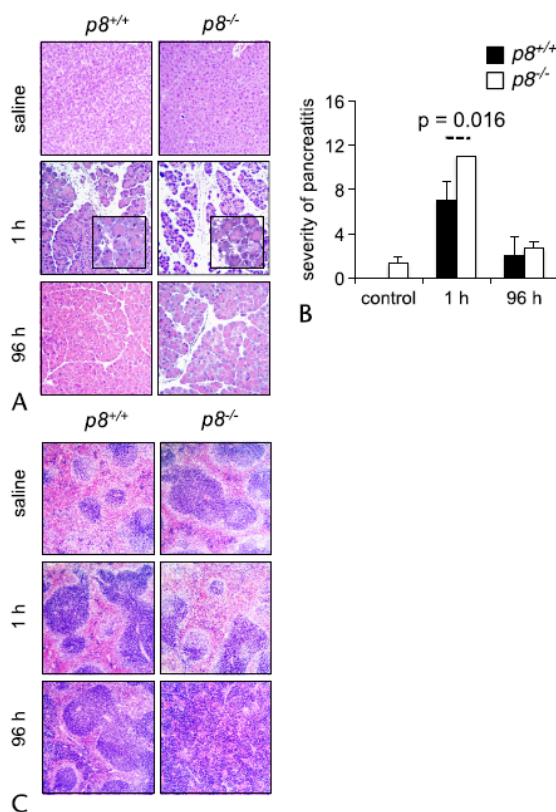 p8+/+ p8-/-
saline
1 h
96 h
A
p8+/+
p8-/-
severity of pancreatitis
16
12
8
4
0
p = 0.016
control 1 h 96 h
B
p8+/+ p8-/-
saline
1 h
96 h
C